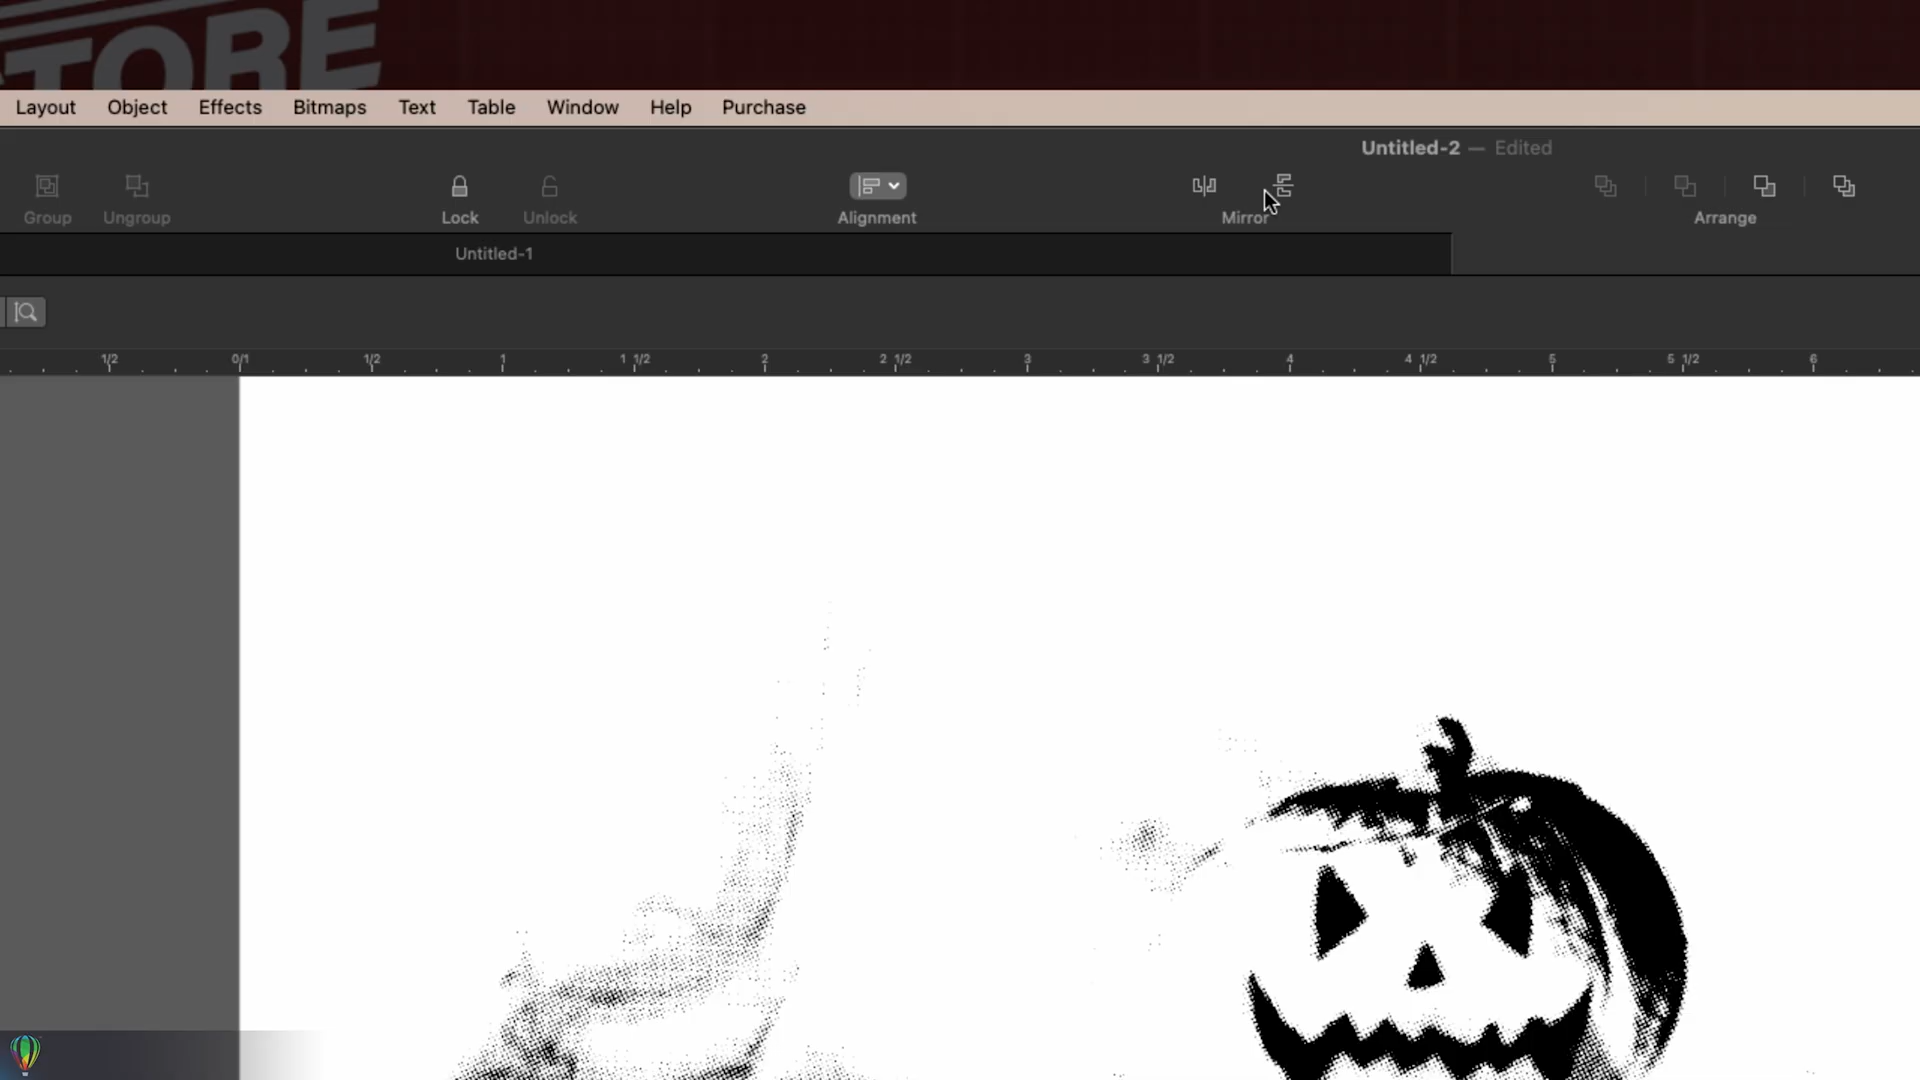 TORE
Layout Object Effects Bitmaps Text Table Window Help Purchase
Untitled-2 — Edited
Group Ungroup Lock Unlock Alignment Mirror Arrange
Untitled-1
1/2 0/1 1/2 1 1 1/2 2 2 1/2 3 3 1/2 4 4 1/2 5 5 1/2 6